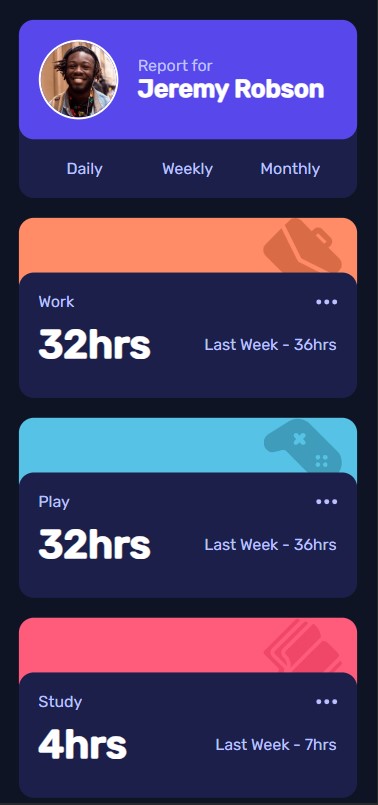 Report for
Jeremy Robson
Daily Weekly Monthly
Work
32hrs Last Week - 36hrs
Play
32hrs Last Week - 36hrs
Study
4hrs Last Week - 7hrs